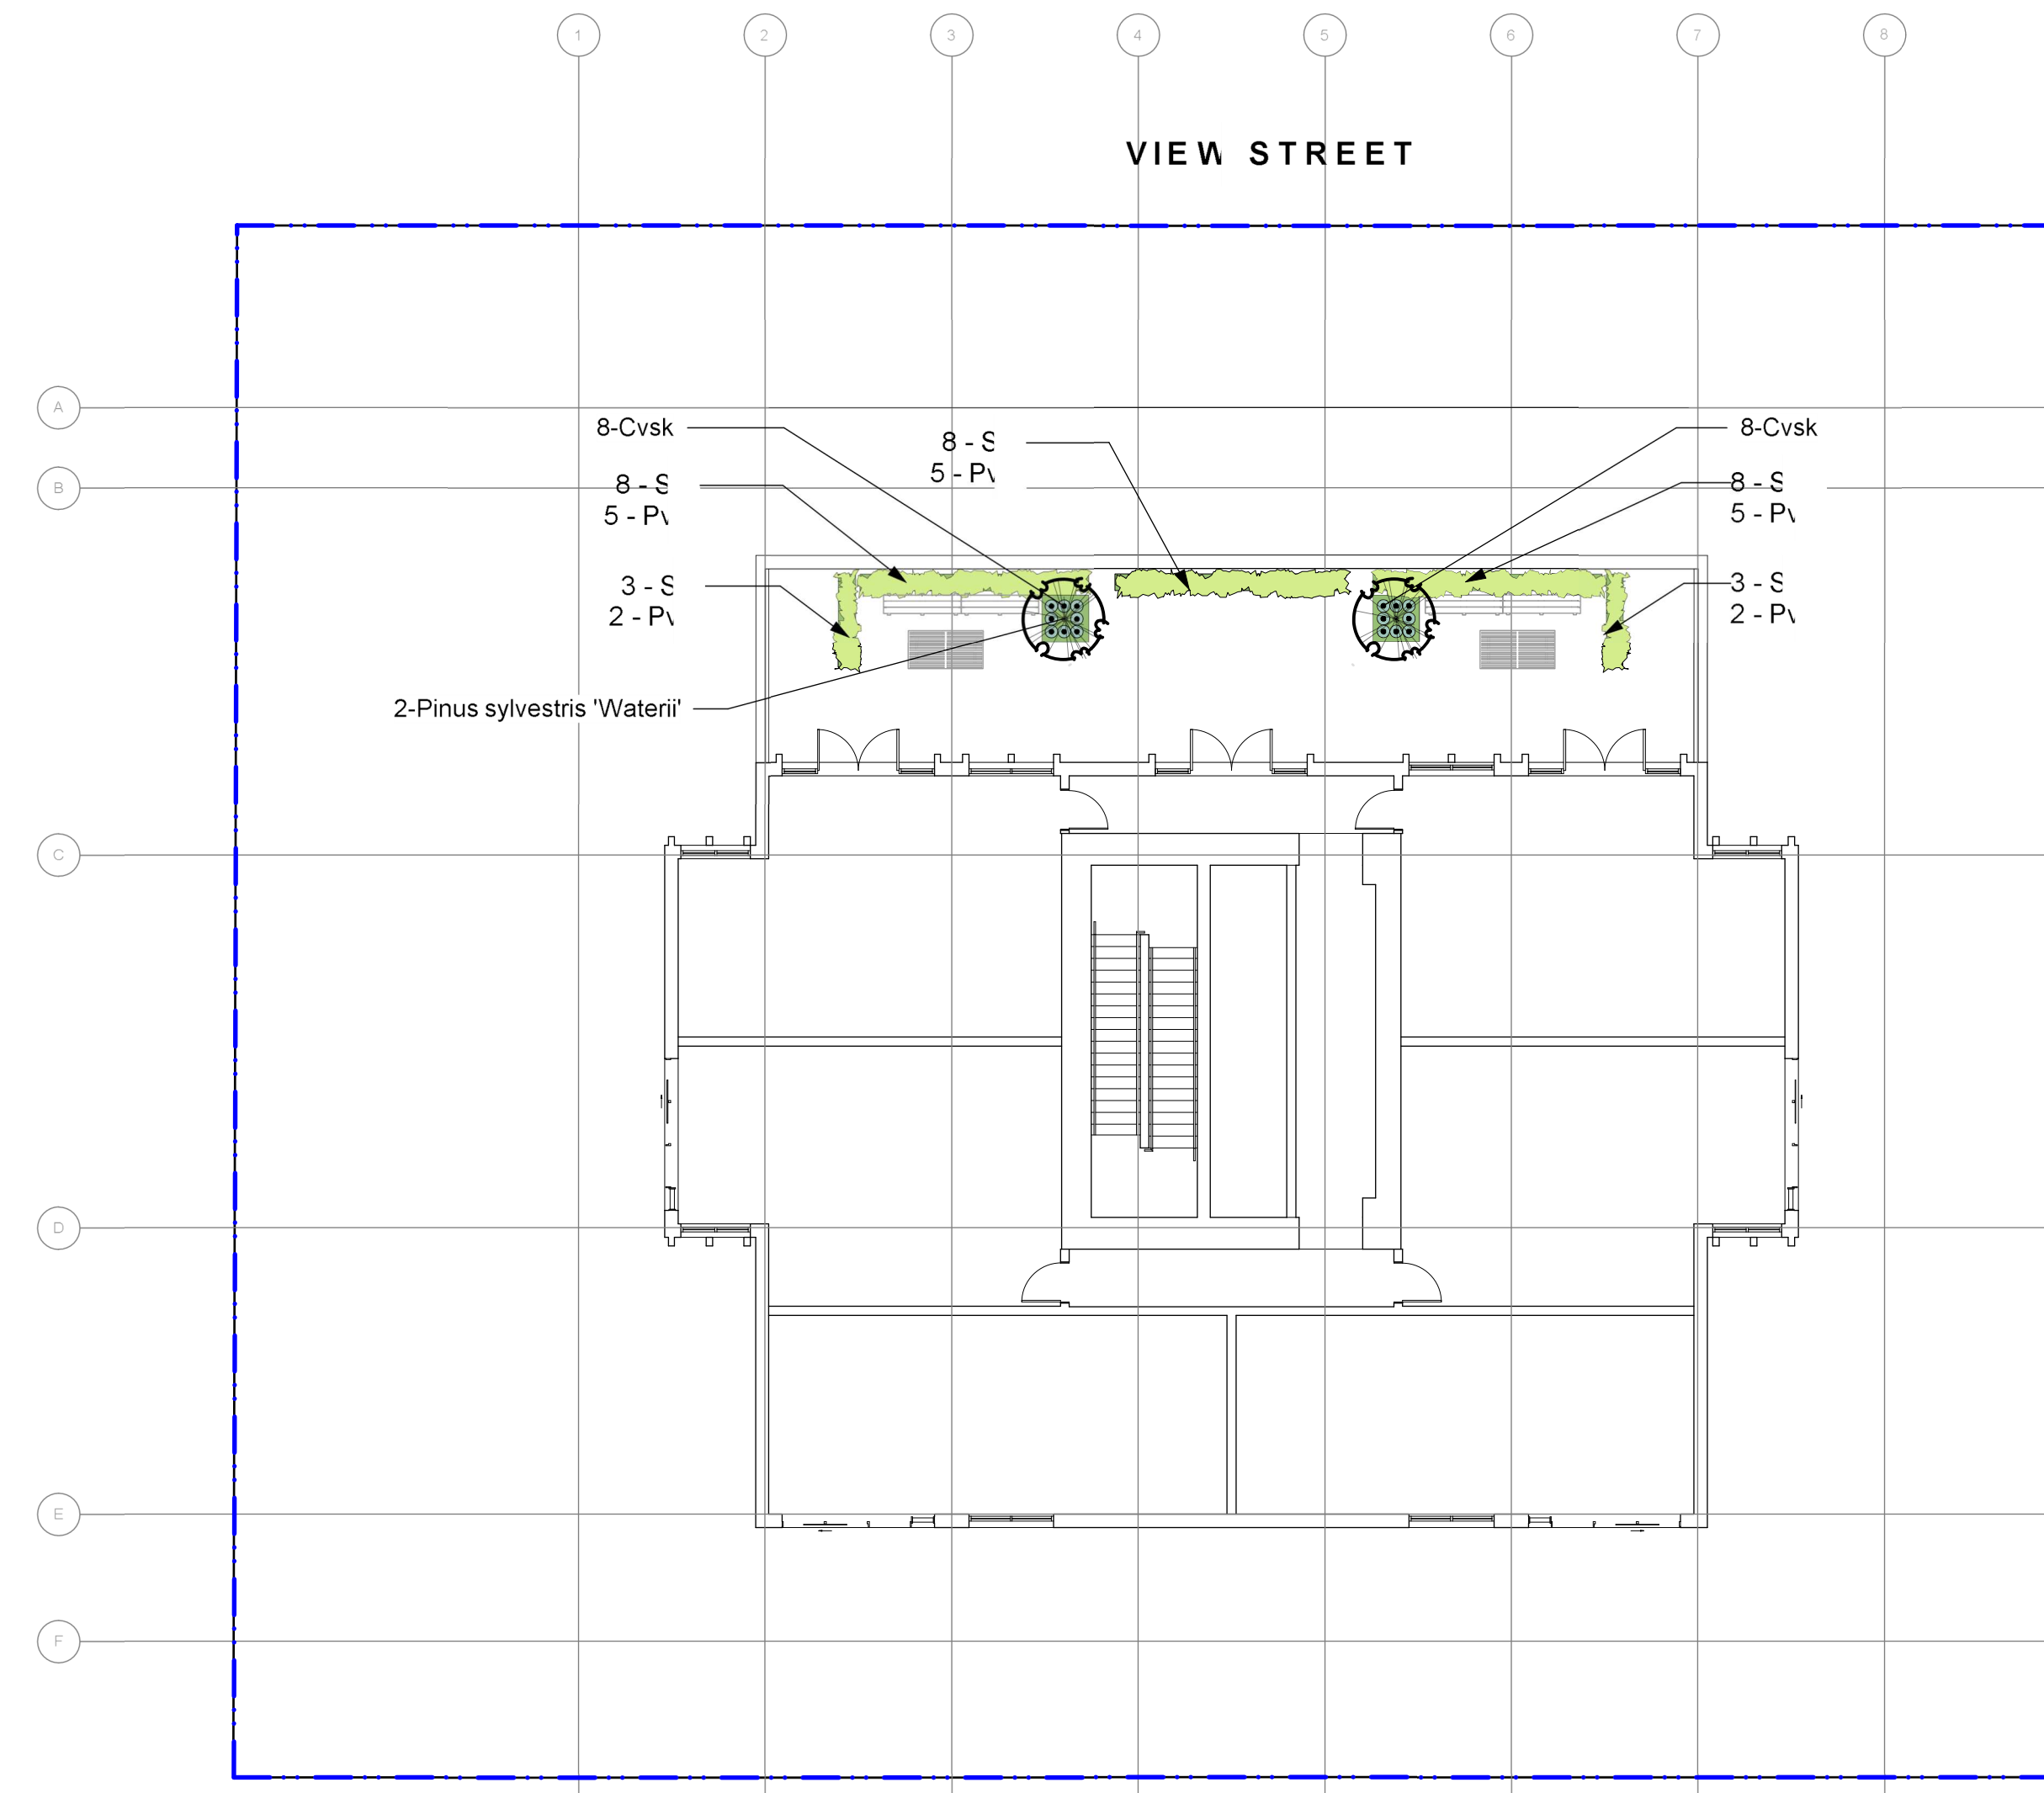 1 2 3 4 5 6 7 8
VIEW STREET
A
8-Cvsk
8 - S
5 - Pv
8-Cvsk
B
8 - S
5 - Pv
8 - S
5 - Pv
3 - S
2 - Pv
3 - S
2 - Pv
2-Pinus sylvestris 'Waterii'
C
D
E
F